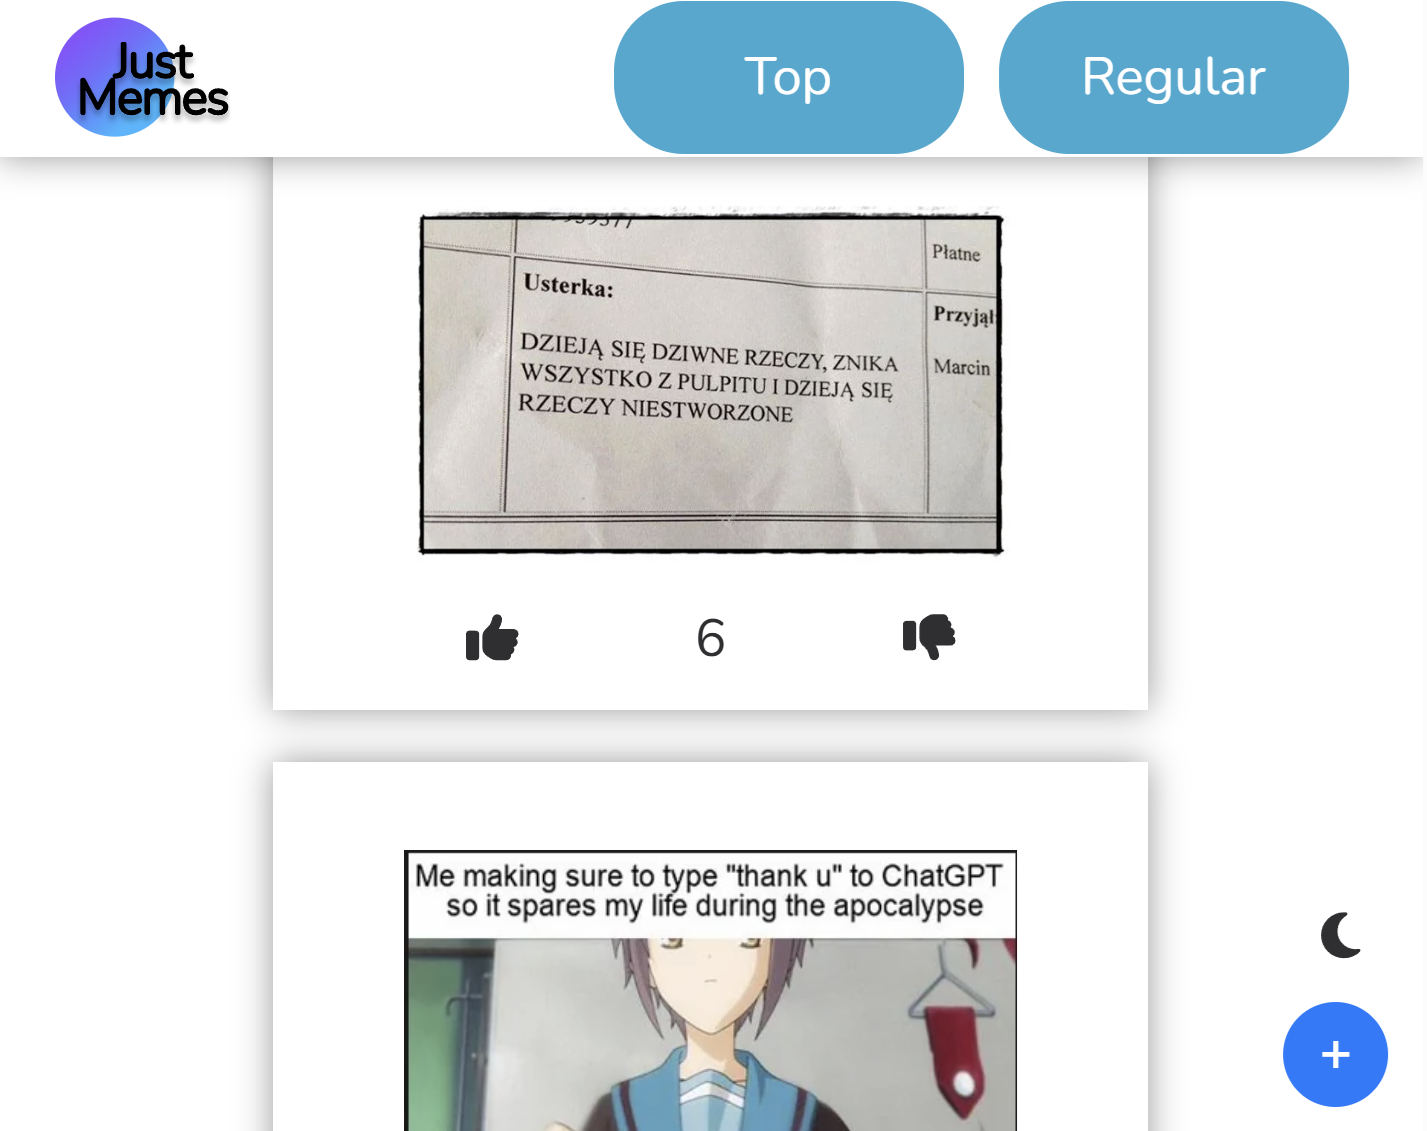 Just
Memes
Top
Regular
Płatne
Usterka:
DZIEJĄ SIĘ DZIWNE RZECZY, ZNIKA
WSZYSTKO Z PULPITU I DZIEJĄ SIĘ
RZECZY NIESTWORZONE
Przyjął
Marcin
6
Me making sure to type "thank u" to ChatGPT
so it spares my life during the apocalypse
+